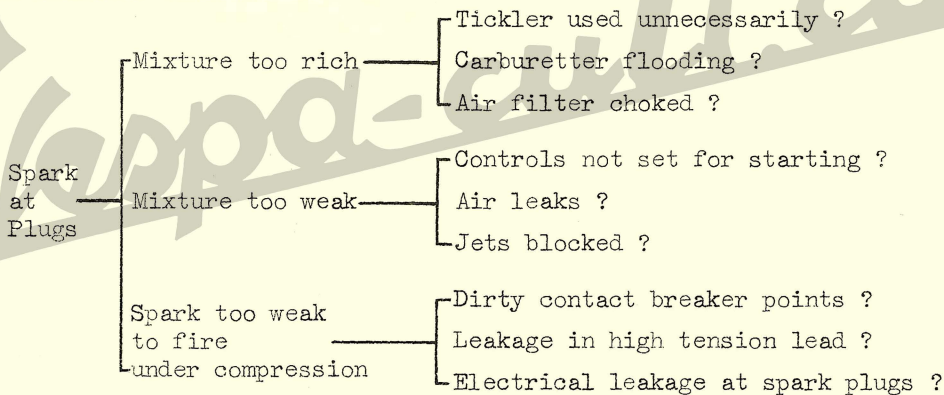 Tickler used unnecessarily ?
Mixture too rich
Carburetter flooding ?
Air filter choked ?
Spark
at
Plugs
Controls not set for starting ?
Mixture too weak
Air leaks ?
Jets blocked ?
Spark too weak
to fire
under compression
Dirty contact breaker points ?
Leakage in high tension lead ?
Electrical leakage at spark plugs ?